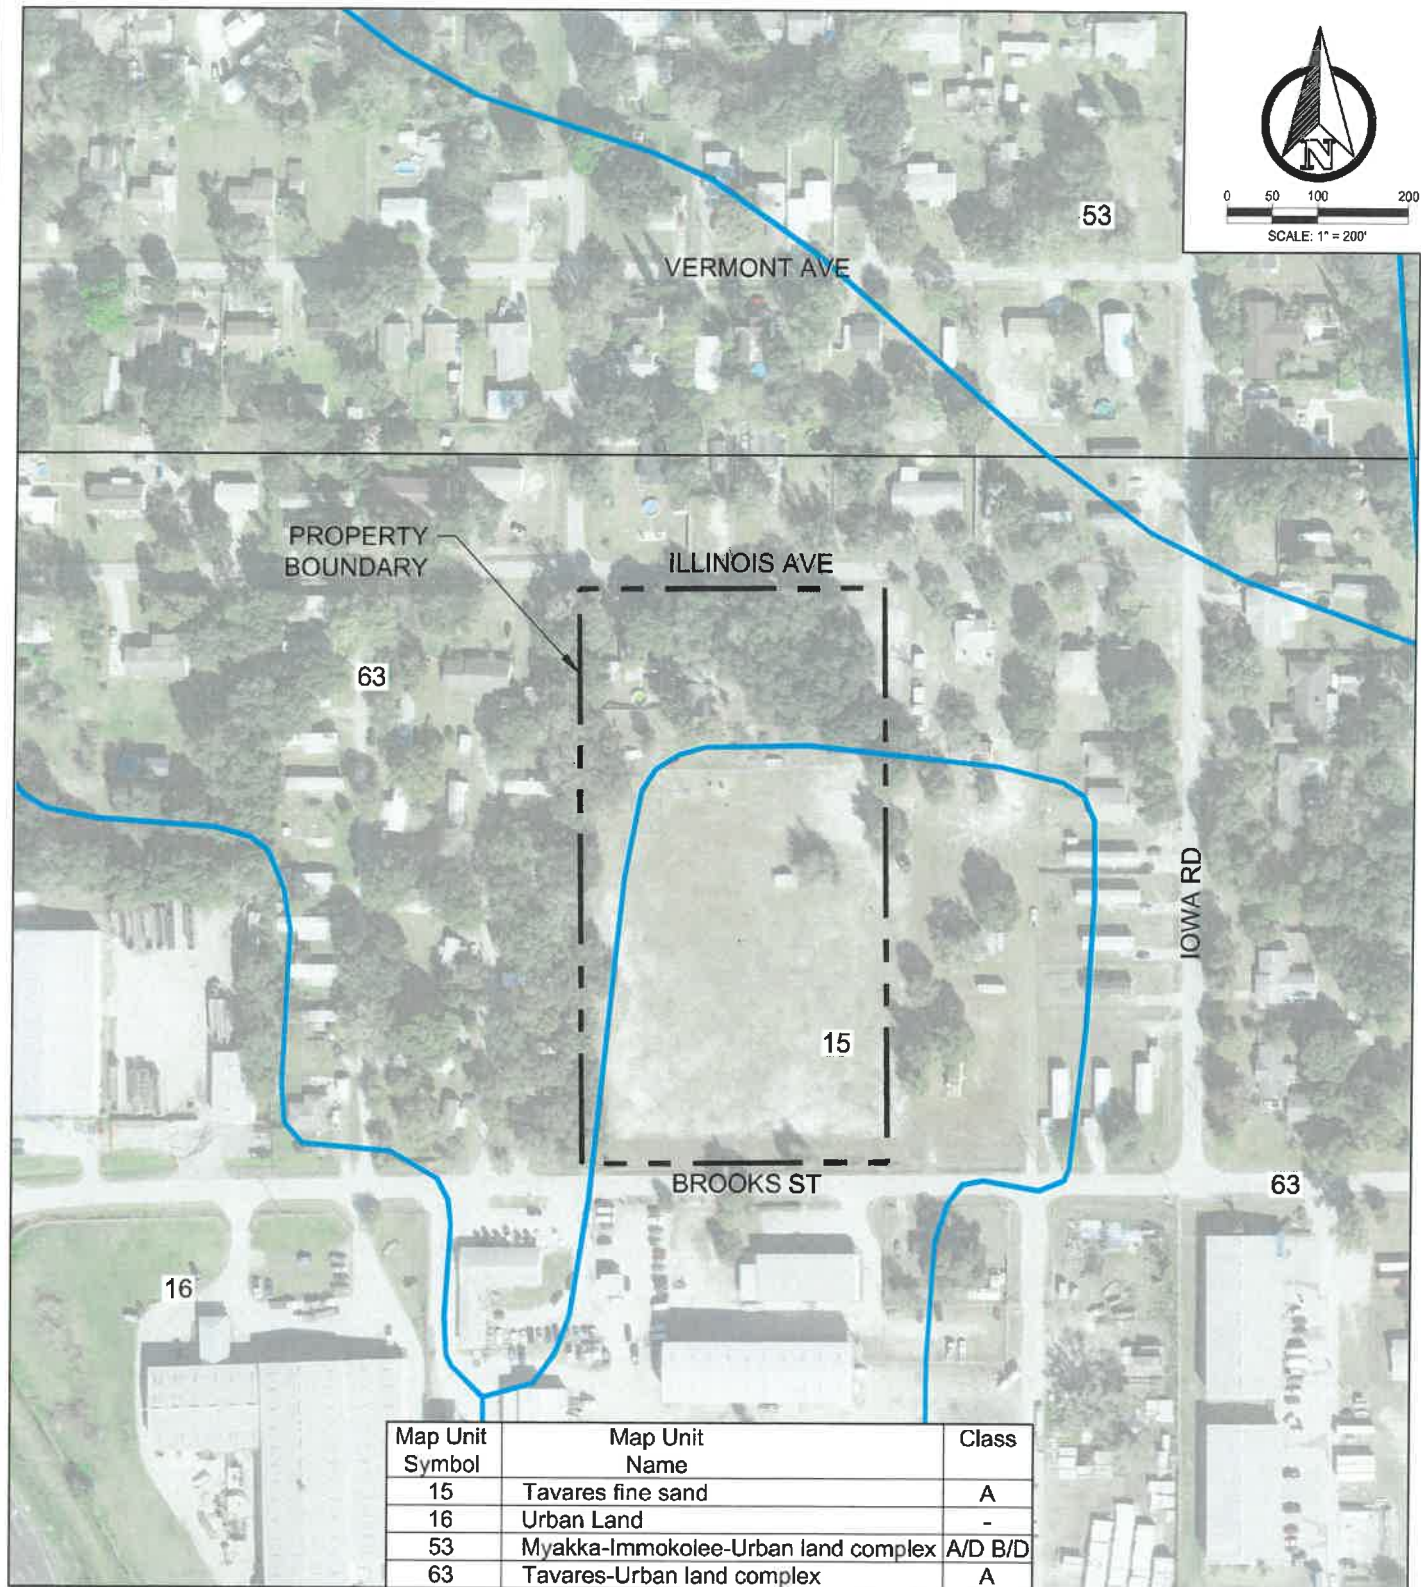 N
0 50 100 200
SCALE: 1" = 200'
53
VERMONT AVE
PROPERTY
BOUNDARY
ILLINOIS AVE
63
IOWA RD
15
BROOKS ST
63
16
Map Unit Symbol Map Unit Name Class
15 Tavares fine sand A
16 Urban Land -
53 Myakka-Immokolee-Urban land complex A/D B/D
63 Tavares-Urban land complex A